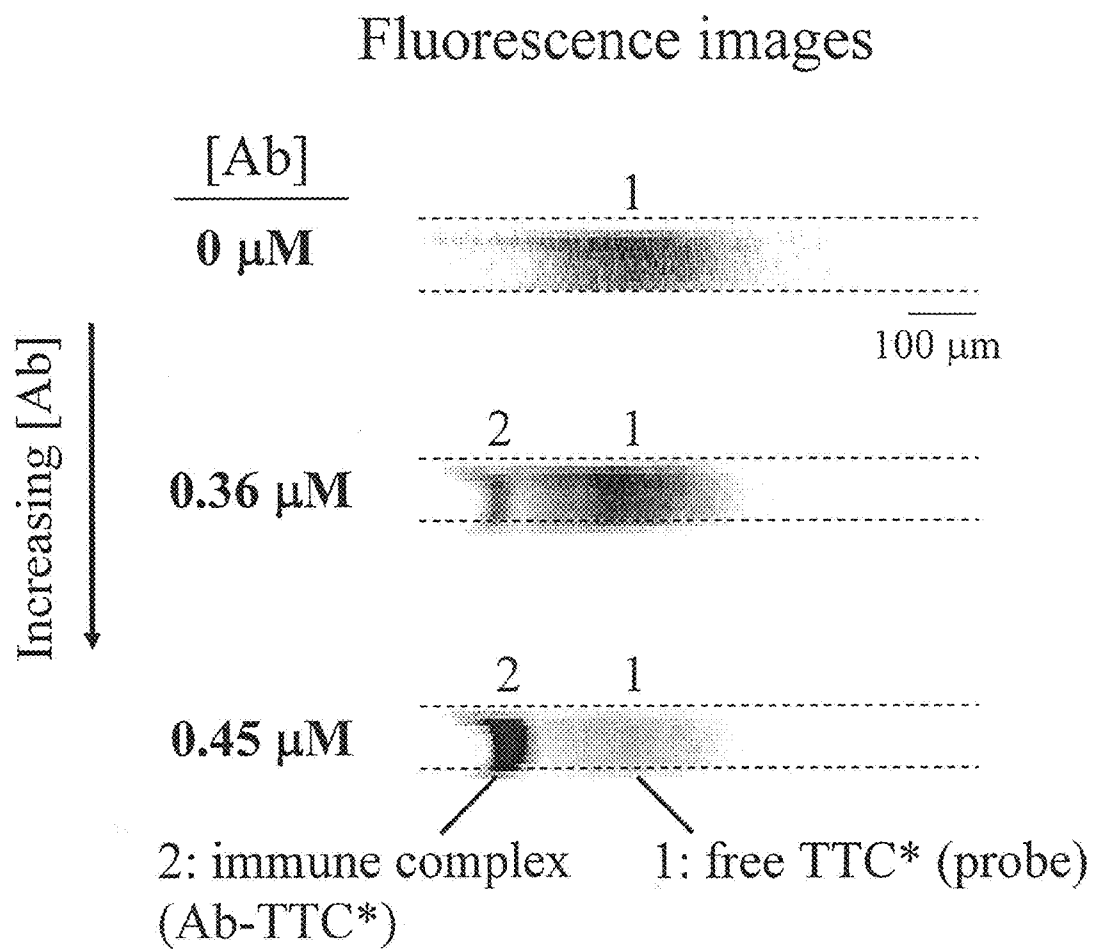 Fluorescence images
[Ab]
0 μM
1
100 μm
Increasing [Ab]
0.36 μM
2 1
0.45 μM
2 1
2: immune complex
(Ab-TTC*)
1: free TTC* (probe)